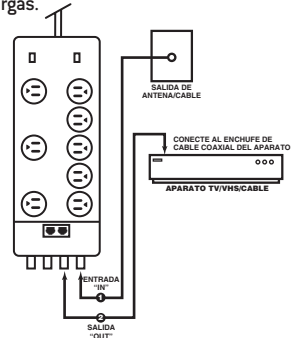 rgas.
SALIDA DE
ANTENA/CABLE
CONECTE AL ENCHUFE DE
CABLE COAXIAL DEL APARATO
APARATO TV/VHS/CABLE
ENTRADA
“IN”
1
2
SALIDA
“OUT”